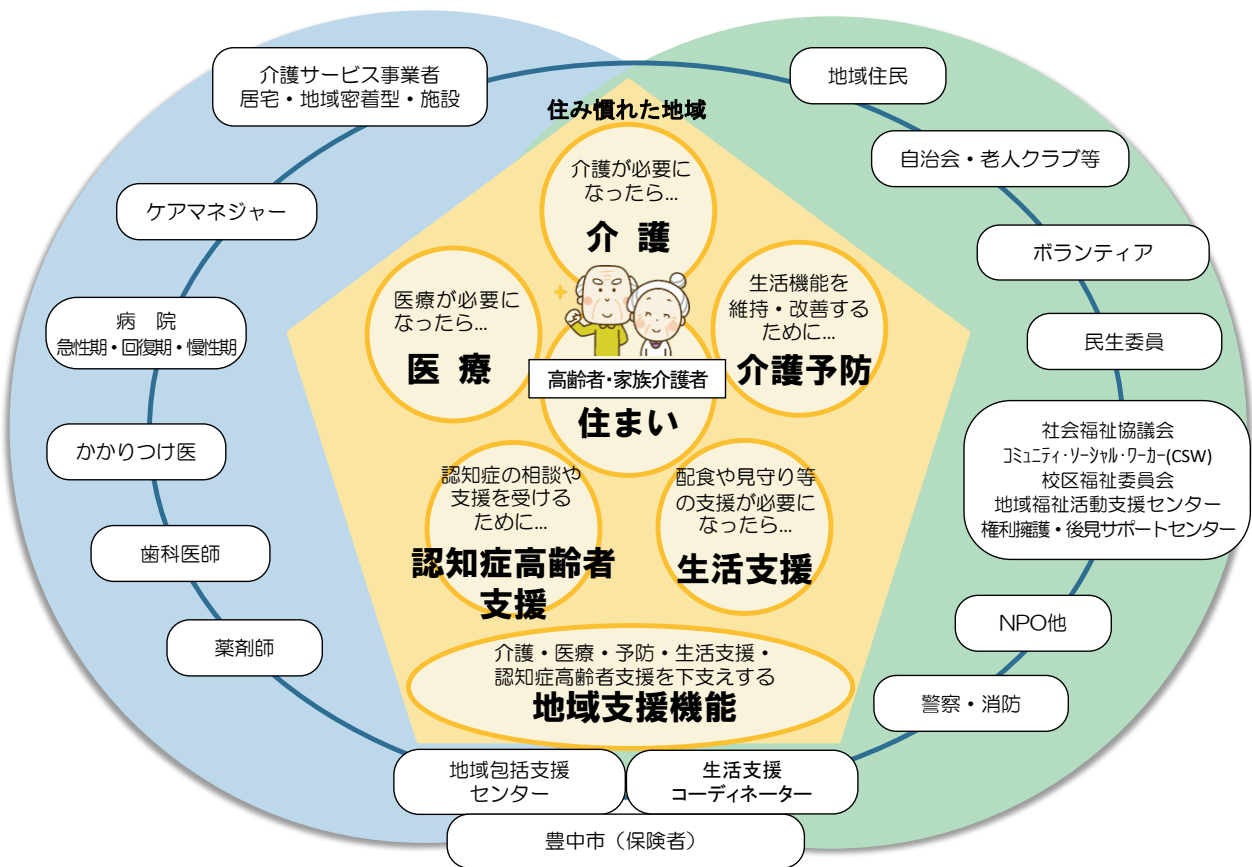 介護サービス事業者
居宅・地域密着型・施設
ケアマネジャー
病 院
急性期・回復期・慢性期
かかりつけ医
歯科医師
薬剤師
住み慣れた地域
介護が必要に
なったら...
介 護
医療が必要に
なったら...
医 療
生活機能を
維持・改善する
ために...
介護予防
高齢者・家族介護者
住まい
認知症の相談や
支援を受ける
ために...
認知症高齢者
支援
配食や見守り等
の支援が必要に
なったら...
生活支援
介護・医療・予防・生活支援・
認知症高齢者支援を下支えする
地域支援機能
地域住民
自治会・老人クラブ等
ボランティア
民生委員
社会福祉協議会
コミュニティ・ソーシャル・ワーカー(CSW)
校区福祉委員会
地域福祉活動支援センター
権利擁護・後見サポートセンター
NPO他
警察・消防
地域包括支援
センター
生活支援
コーディネーター
豊中市（保険者）